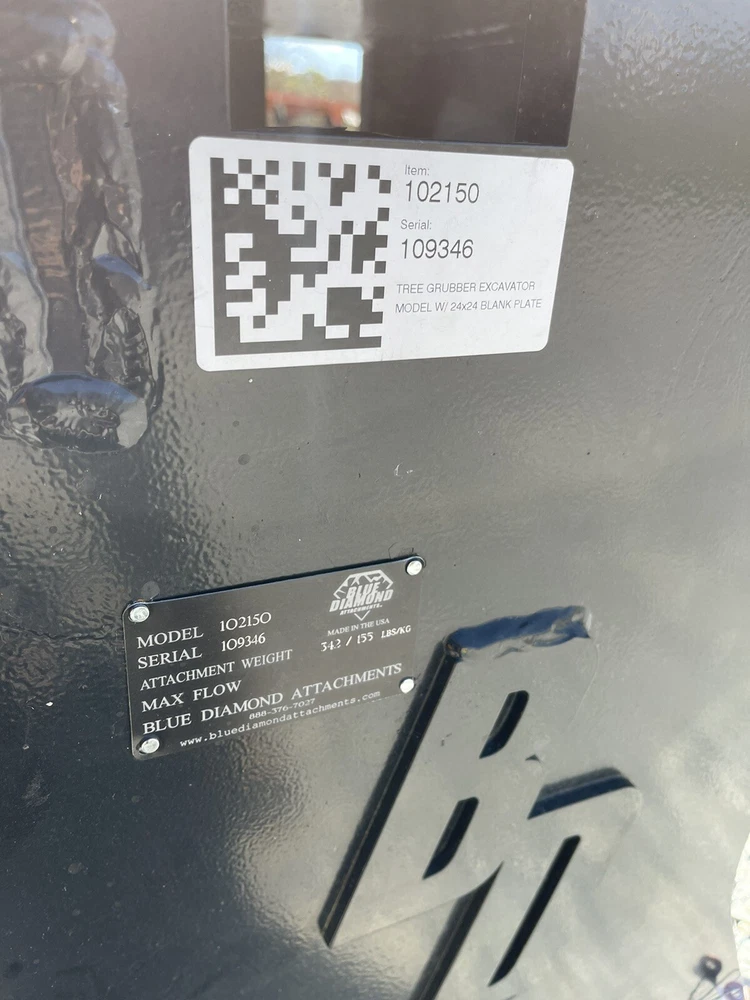 Item:
102150
Serial:
109346
TREE GRUBBER EXCAVATOR
MODEL W/ 24x24 BLANK PLATE
BLUE
DIAMOND
ATTACHMENTS
MADE IN THE USA
MODEL 102150
SERIAL 109346
ATTACHMENT WEIGHT 342 / 155 LBS/KG
MAX FLOW
BLUE DIAMOND ATTACHMENTS
888-376-7027
www.bluediamondattachments.com
B